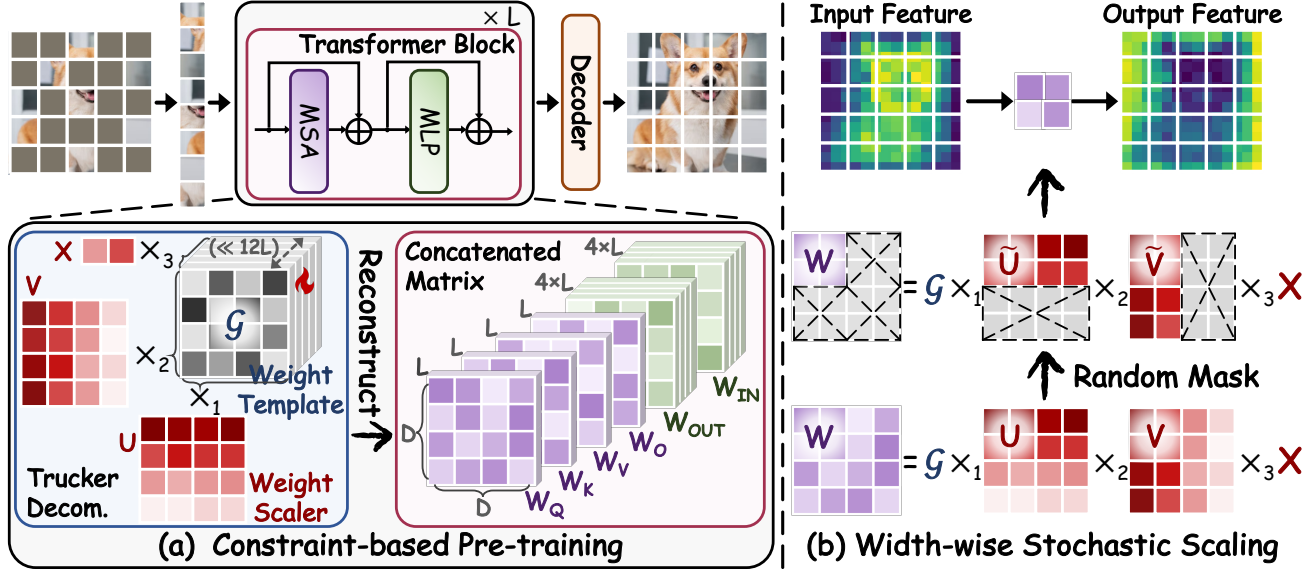 × L
Transformer Block
MSA
MLP
Decoder
X ×3 (≪ 12L)
V
G
×2
×1
Weight
Template
U
Trucker
Decom.
Weight
Scaler
Reconstruct
Concatenated
Matrix
4×L
4×L
L
L
L
L
D
D
W_Q
W_K
W_V
W_O
W_OUT
W_IN
(a) Constraint-based Pre-training
Input Feature
Output Feature
W = G ×1 Ũ ×2 Ṽ ×3 X
Random Mask
W = G ×1 U ×2 V ×3 X
(b) Width-wise Stochastic Scaling